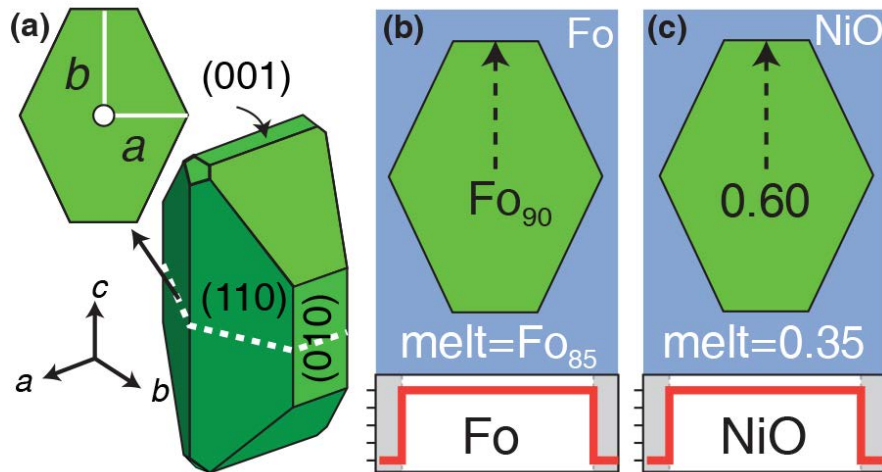 (a)
b
a
(001)
(110)
(010)
c
a
b
(b)
Fo
Fo₉₀
melt=Fo₈₅
Fo
(c)
NiO
0.60
melt=0.35
NiO